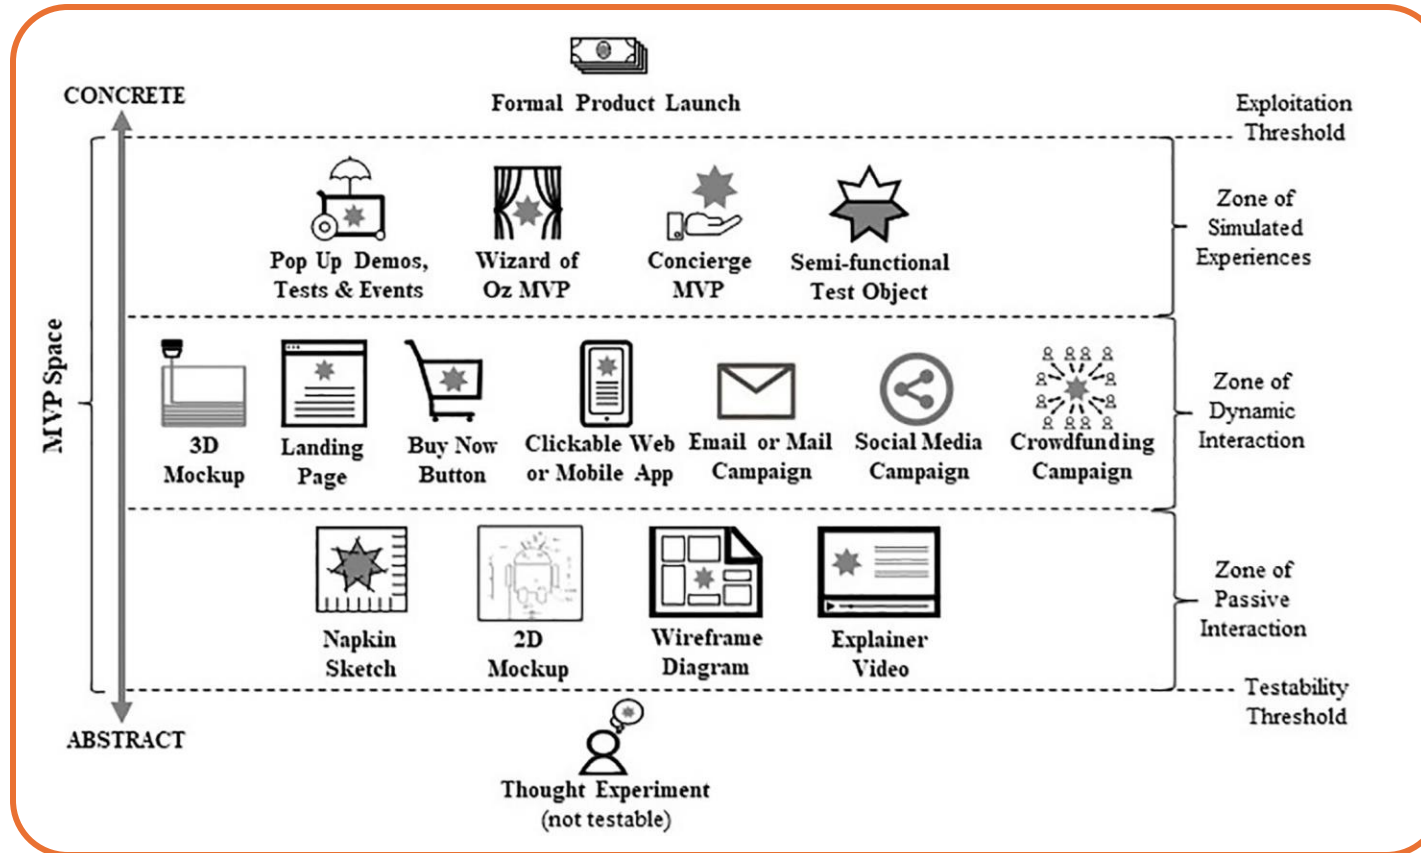 CONCRETE
Formal Product Launch
Exploitation
Threshold
Pop Up Demos,
Tests & Events
Wizard of
Oz MVP
Concierge
MVP
Semi-functional
Test Object
Zone of
Simulated
Experiences
MVP Space
3D
Mockup
Landing
Page
Buy Now
Button
Clickable Web
or Mobile App
Email or Mail
Campaign
Social Media
Campaign
Crowdfunding
Campaign
Zone of
Dynamic
Interaction
Napkin
Sketch
2D
Mockup
Wireframe
Diagram
Explainer
Video
Zone of
Passive
Interaction
Testability
Threshold
ABSTRACT
Thought Experiment
(not testable)